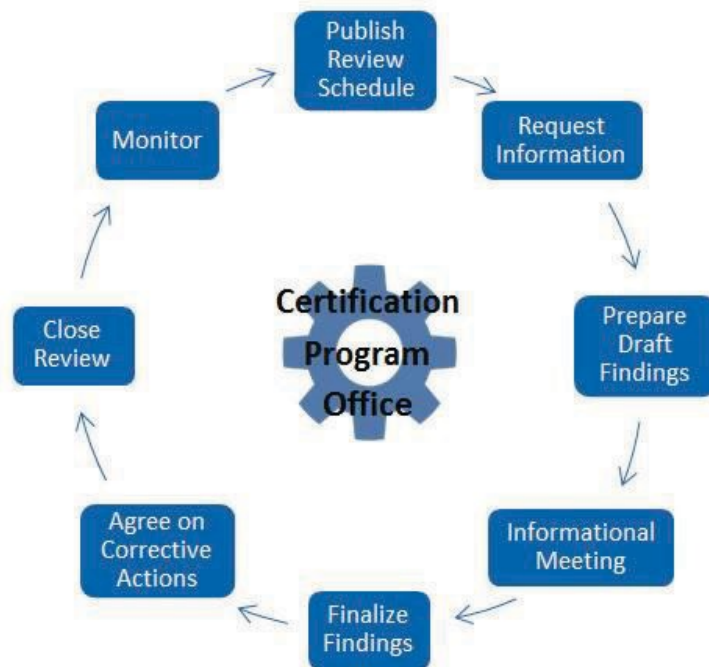 Publish
Review
Schedule
Request
Information
Prepare
Draft
Findings
Informational
Meeting
Finalize
Findings
Agree on
Corrective
Actions
Close
Review
Monitor
Certification
Program
Office